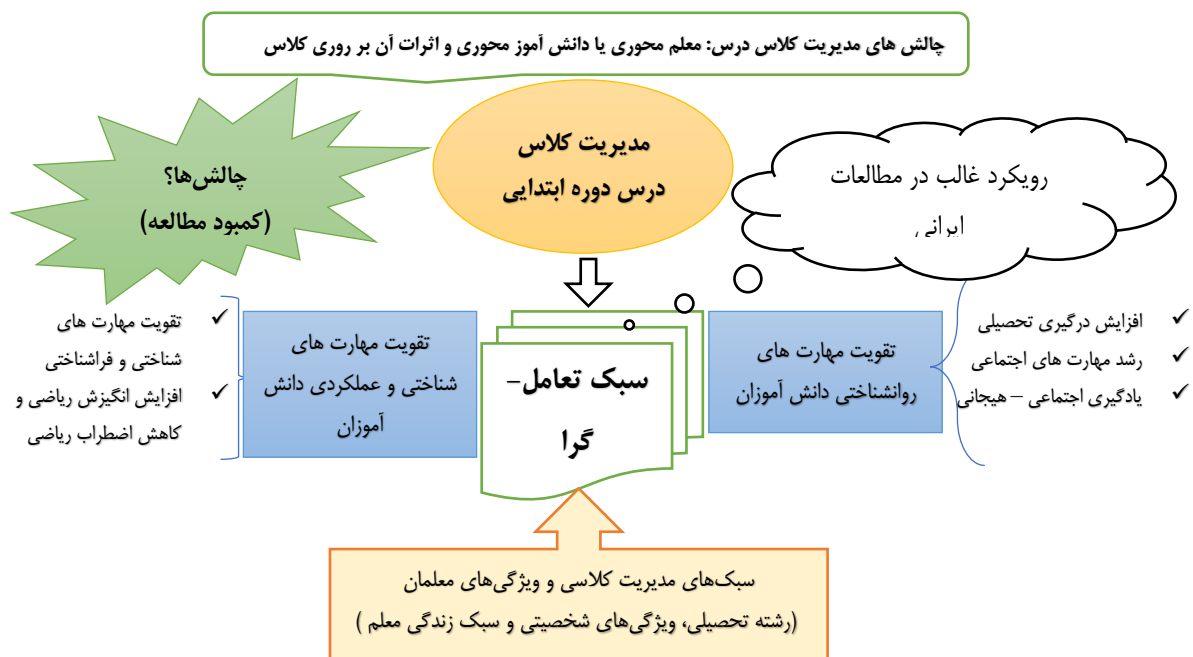 چالش های مدیریت کلاس درس: معلم محوری یا دانش آموز محوری و اثرات آن بر روری کلاس
مدیریت کلاس
درس دوره ابتدایی
رویکرد غالب در مطالعات
ایرانی
چالش‌ها؟
(کمبود مطالعه)
✓ افزایش درگیری تحصیلی
✓ رشد مهارت های اجتماعی
✓ یادگیری اجتماعی – هیجانی
تقویت مهارت های
روانشناختی دانش آموزان
سبک تعامل-
گرا
تقویت مهارت های
شناختی و عملکردی دانش
آموزان
✓ تقویت مهارت های
شناختی و فراشناختی
✓ افزایش انگیزش ریاضی و
کاهش اضطراب ریاضی
سبک‌های مدیریت کلاسی و ویژگی‌های معلمان
(رشته تحصیلی، ویژگی‌های شخصیتی و سبک زندگی معلم )